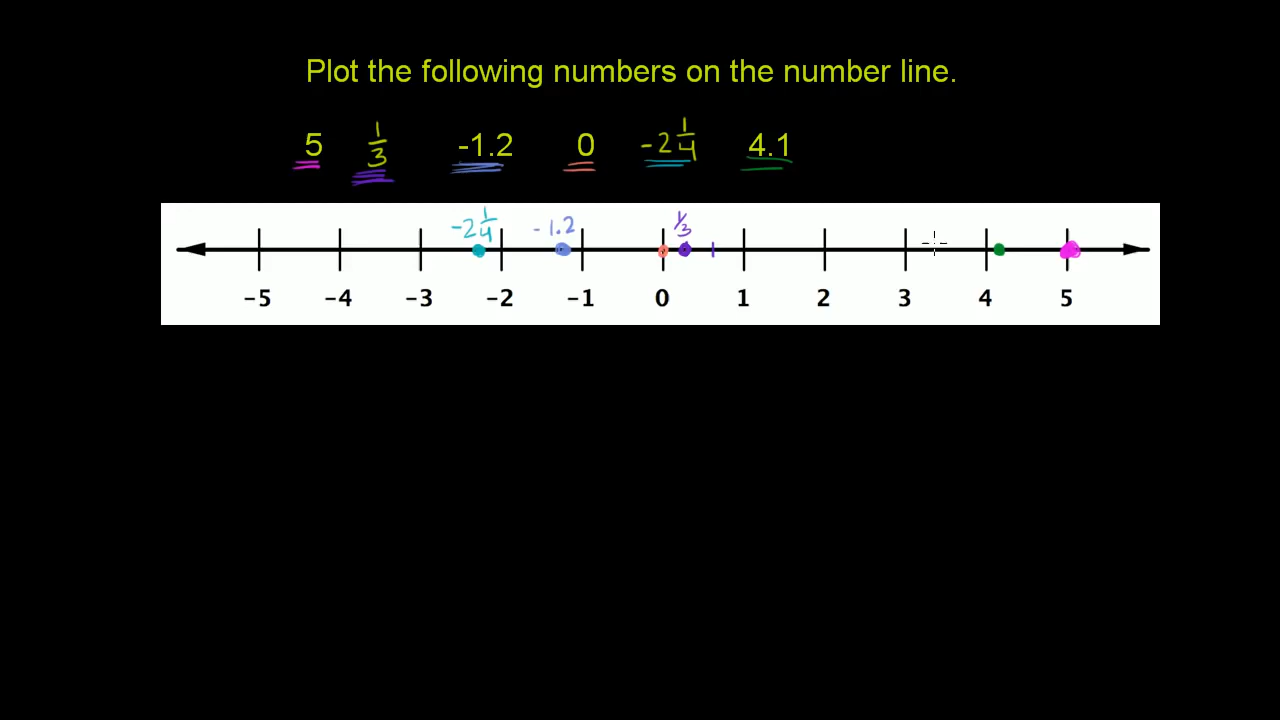 Plot the following numbers on the number line.
5 1/3 -1.2 0 -2 1/4 4.1
-2 1/4 -1.2 1/3
-5 -4 -3 -2 -1 0 1 2 3 4 5